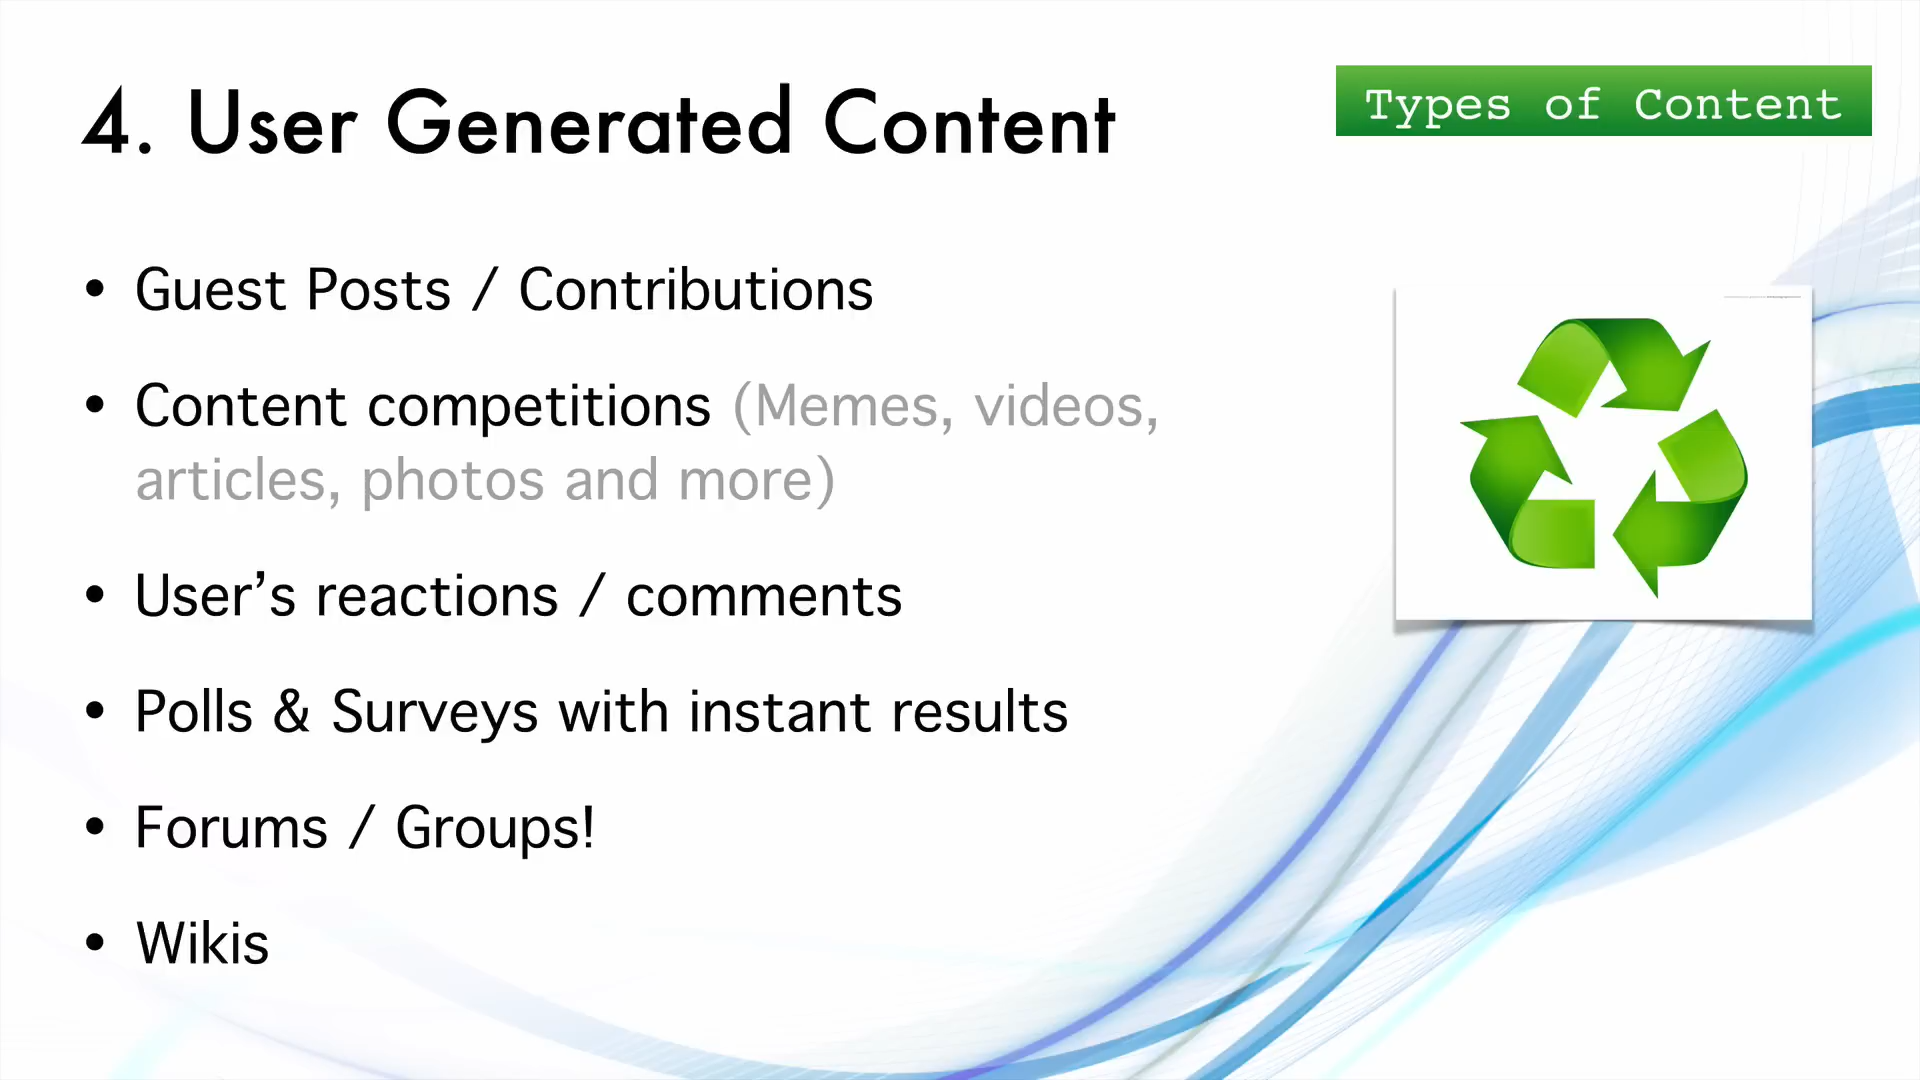 4. User Generated Content
Types of Content
• Guest Posts / Contributions
• Content competitions (Memes, videos,
articles, photos and more)
• User’s reactions / comments
• Polls & Surveys with instant results
• Forums / Groups!
• Wikis